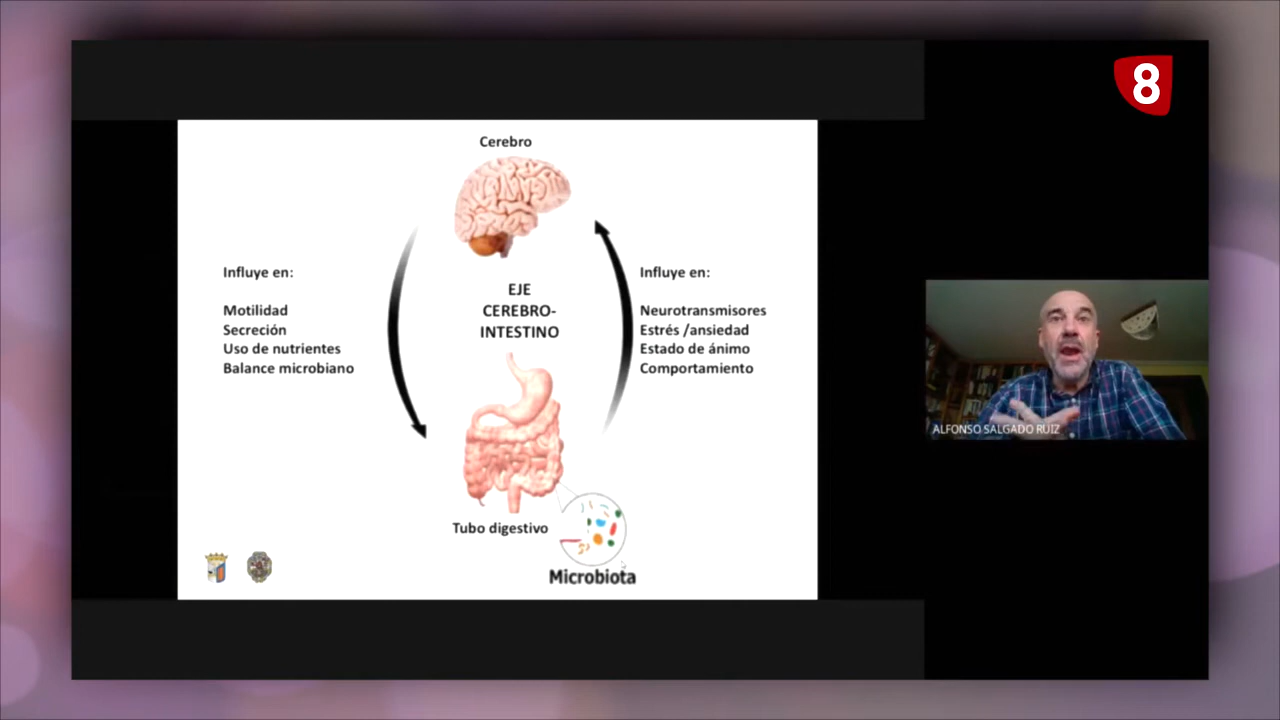 8
Cerebro
Influye en:
Motilidad
Secreción
Uso de nutrientes
Balance microbiano
EJE
CEREBRO-
INTESTINO
Influye en:
Neurotransmisores
Estrés /ansiedad
Estado de ánimo
Comportamiento
Tubo digestivo
Microbiota
ALFONSO SALGADO RUIZ